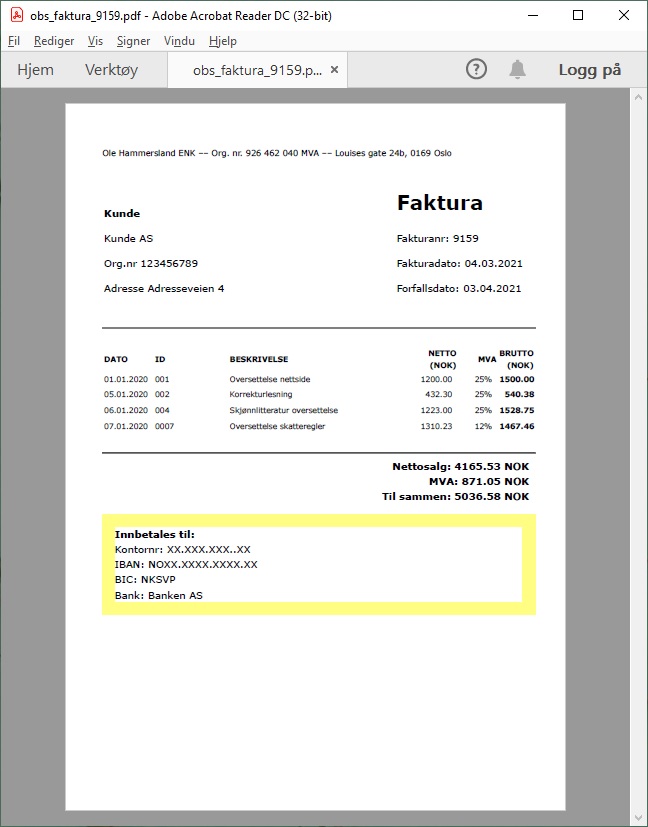 obs_faktura_9159.pdf - Adobe Acrobat Reader DC (32-bit)
Fil Rediger Vis Signer Vindu Hjelp
Hjem Verktøy obs_faktura_9159.p... × ? Logg på
Ole Hammersland ENK –– Org. nr. 926 462 040 MVA –– Louises gate 24b, 0169 Oslo
Faktura
Kunde
Kunde AS Fakturanr: 9159
Org.nr 123456789 Fakturadato: 04.03.2021
Adresse Adresseveien 4 Forfallsdato: 03.04.2021
DATO ID BESKRIVELSE NETTO (NOK) MVA BRUTTO (NOK)
01.01.2020 001 Oversettelse nettside 1200.00 25% 1500.00
05.01.2020 002 Korrekturlesning 432.30 25% 540.38
06.01.2020 004 Skjønnlitteratur oversettelse 1223.00 25% 1528.75
07.01.2020 0007 Oversettelse skatteregler 1310.23 12% 1467.46
Nettosalg: 4165.53 NOK
MVA: 871.05 NOK
Til sammen: 5036.58 NOK
Innbetales til:
Kontornr: XX.XXX.XXX..XX
IBAN: NOXX.XXXX.XXXX.XX
BIC: NKSVP
Bank: Banken AS